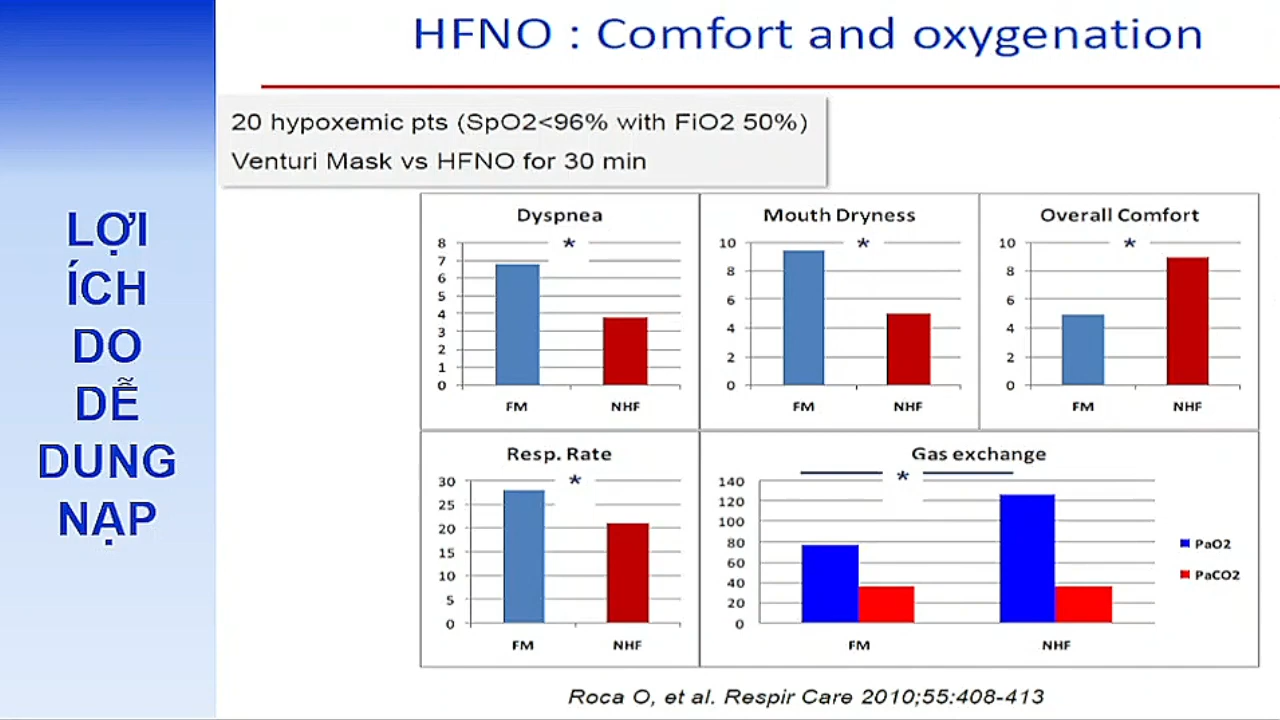 HFNO : Comfort and oxygenation
20 hypoxemic pts (SpO2<96% with FiO2 50%)
Venturi Mask vs HFNO for 30 min
LỢI
ÍCH
DO
DỄ
DUNG
NẠP
Dyspnea
*
8
7
6
5
4
3
2
1
0
FM
NHF
Mouth Dryness
*
10
8
6
4
2
0
FM
NHF
Overall Comfort
*
10
8
6
4
2
0
FM
NHF
Resp. Rate
*
30
25
20
15
10
5
0
FM
NHF
Gas exchange
*
140
120
100
80
60
40
20
0
FM
NHF
PaO2
PaCO2
Roca O, et al. Respir Care 2010;55:408-413